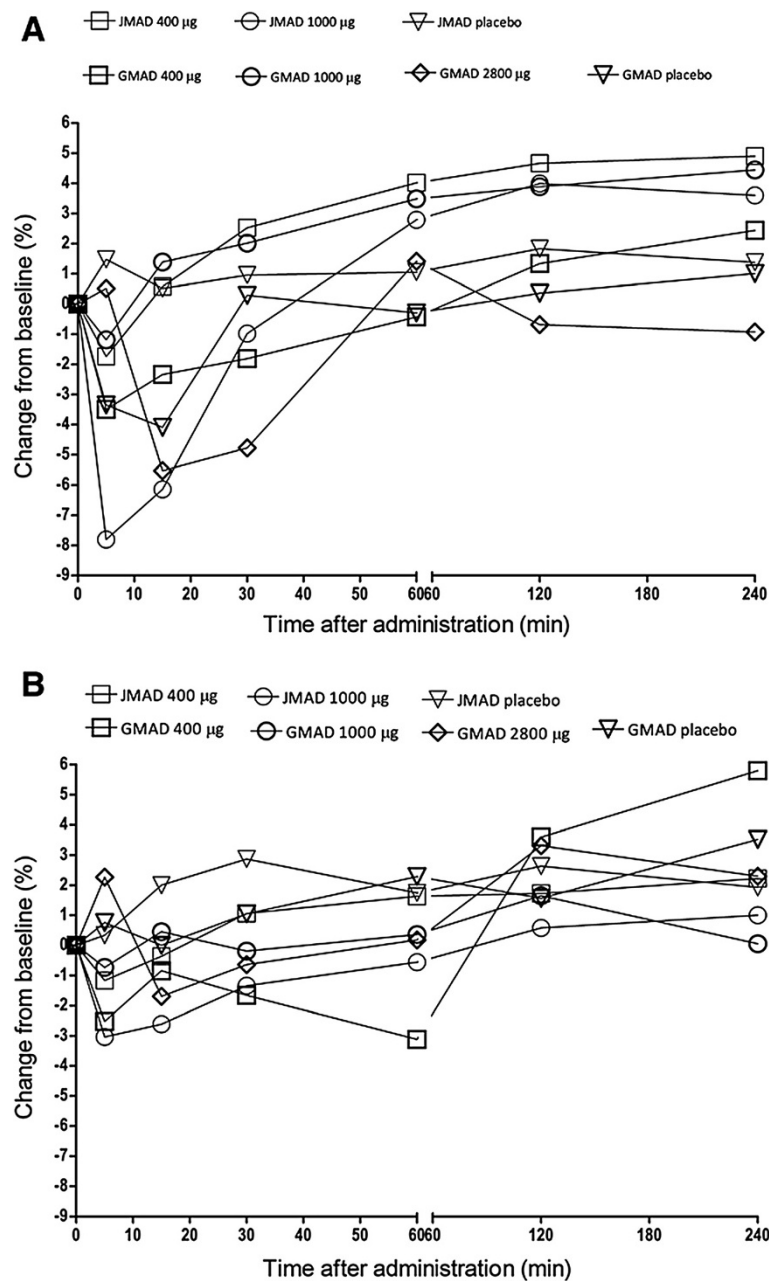 A
JMAD 400 µg JMAD 1000 µg JMAD placebo
GMAD 400 µg GMAD 1000 µg GMAD 2800 µg GMAD placebo
6
5
4
3
2
1
0
-1
-2
-3
-4
-5
-6
-7
-8
-9
Change from baseline (%)
0 10 20 30 40 50 60 60 120 180 240
Time after administration (min)
B
JMAD 400 µg JMAD 1000 µg JMAD placebo
GMAD 400 µg GMAD 1000 µg GMAD 2800 µg GMAD placebo
6
5
4
3
2
1
0
-1
-2
-3
-4
-5
-6
-7
-8
-9
Change from baseline (%)
0 10 20 30 40 50 60 60 120 180 240
Time after administration (min)